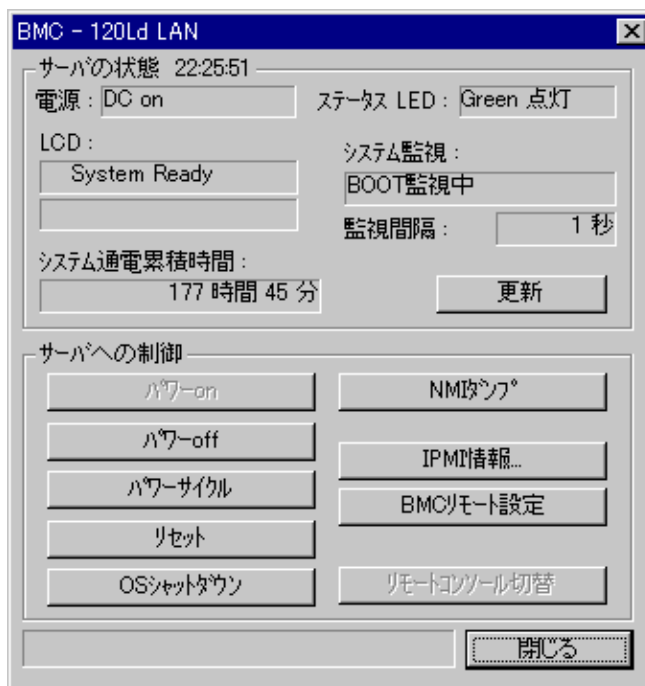 BMC - 120Ld LAN
サーバの状態 22:25:51
電源 : DC on
ステータス LED : Green 点灯
LCD :
System Ready
システム監視 :
BOOT監視中
監視間隔 : 1 秒
システム通電累積時間 :
177 時間 45 分
更新
サーバへの制御
パワーon
NMIダンプ
パワーoff
IPMI情報...
パワーサイクル
BMCリモート設定
リセット
OSシャットダウン
リモートコンソール切替
閉じる